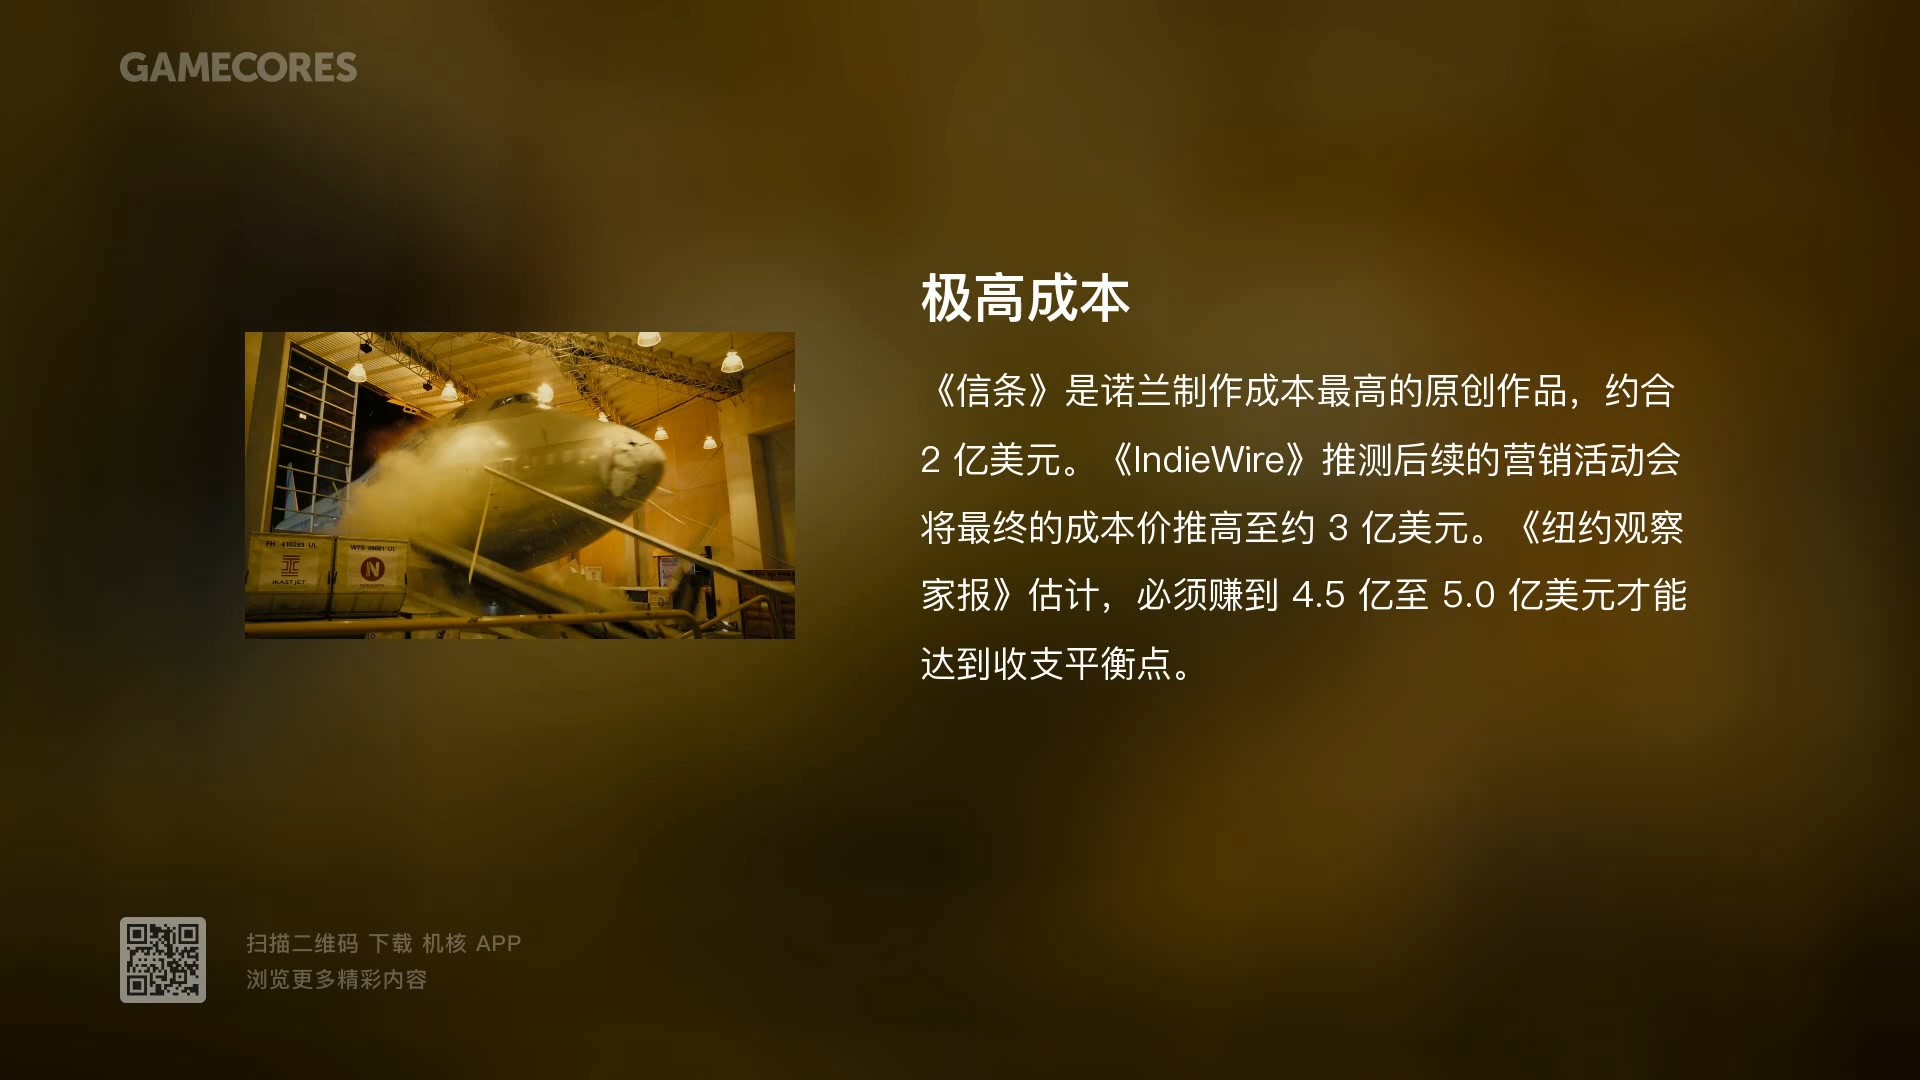 GAMECORES
极高成本
《信条》是诺兰制作成本最高的原创作品，约合
2 亿美元。《IndieWire》推测后续的营销活动会
将最终的成本价推高至约 3 亿美元。《纽约观察
家报》估计，必须赚到 4.5 亿至 5.0 亿美元才能
达到收支平衡点。
FH 410293 UL
JKAST JET
N
扫描二维码 下载 机核 APP
浏览更多精彩内容